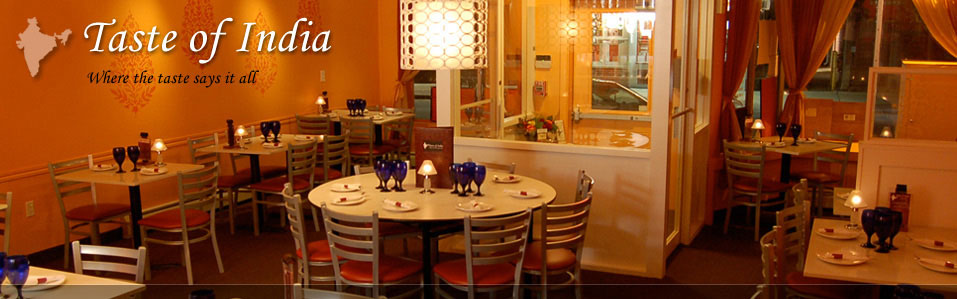 Taste of India
Where the taste says it all